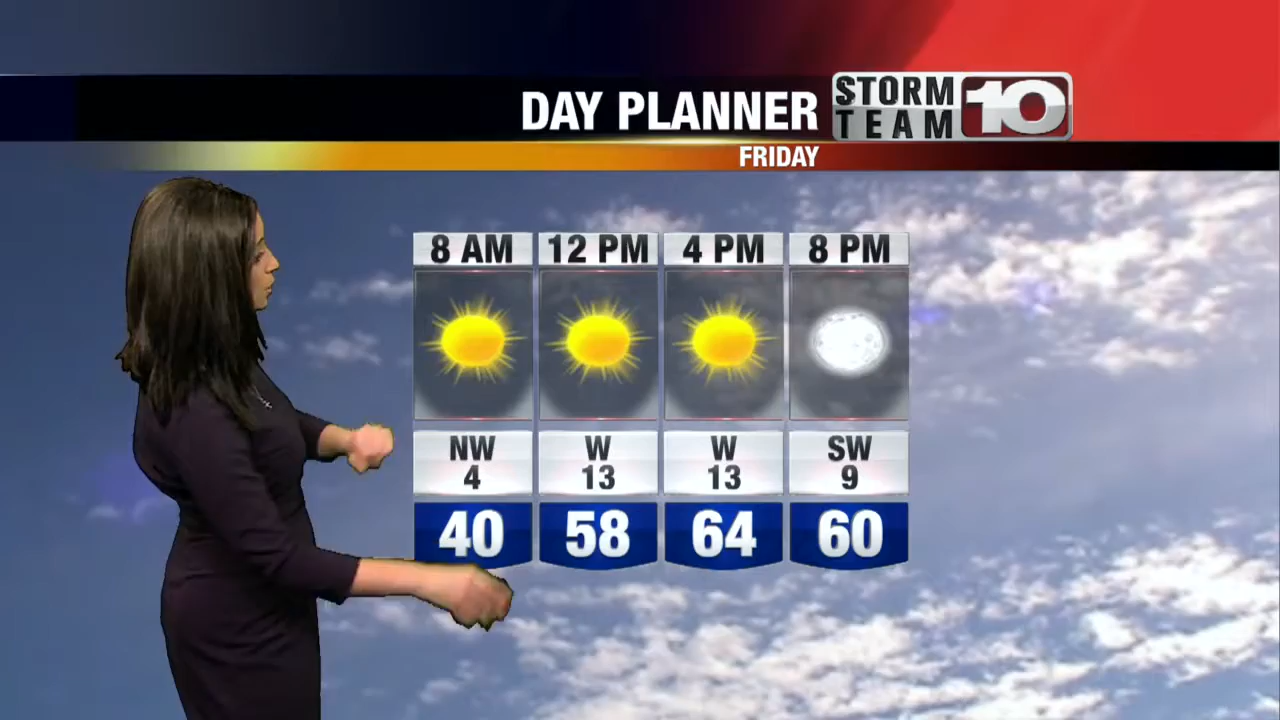 DAY PLANNER
STORM TEAM 10
FRIDAY
8 AM 12 PM 4 PM 8 PM
NW W W SW
4 13 13 9
40 58 64 60